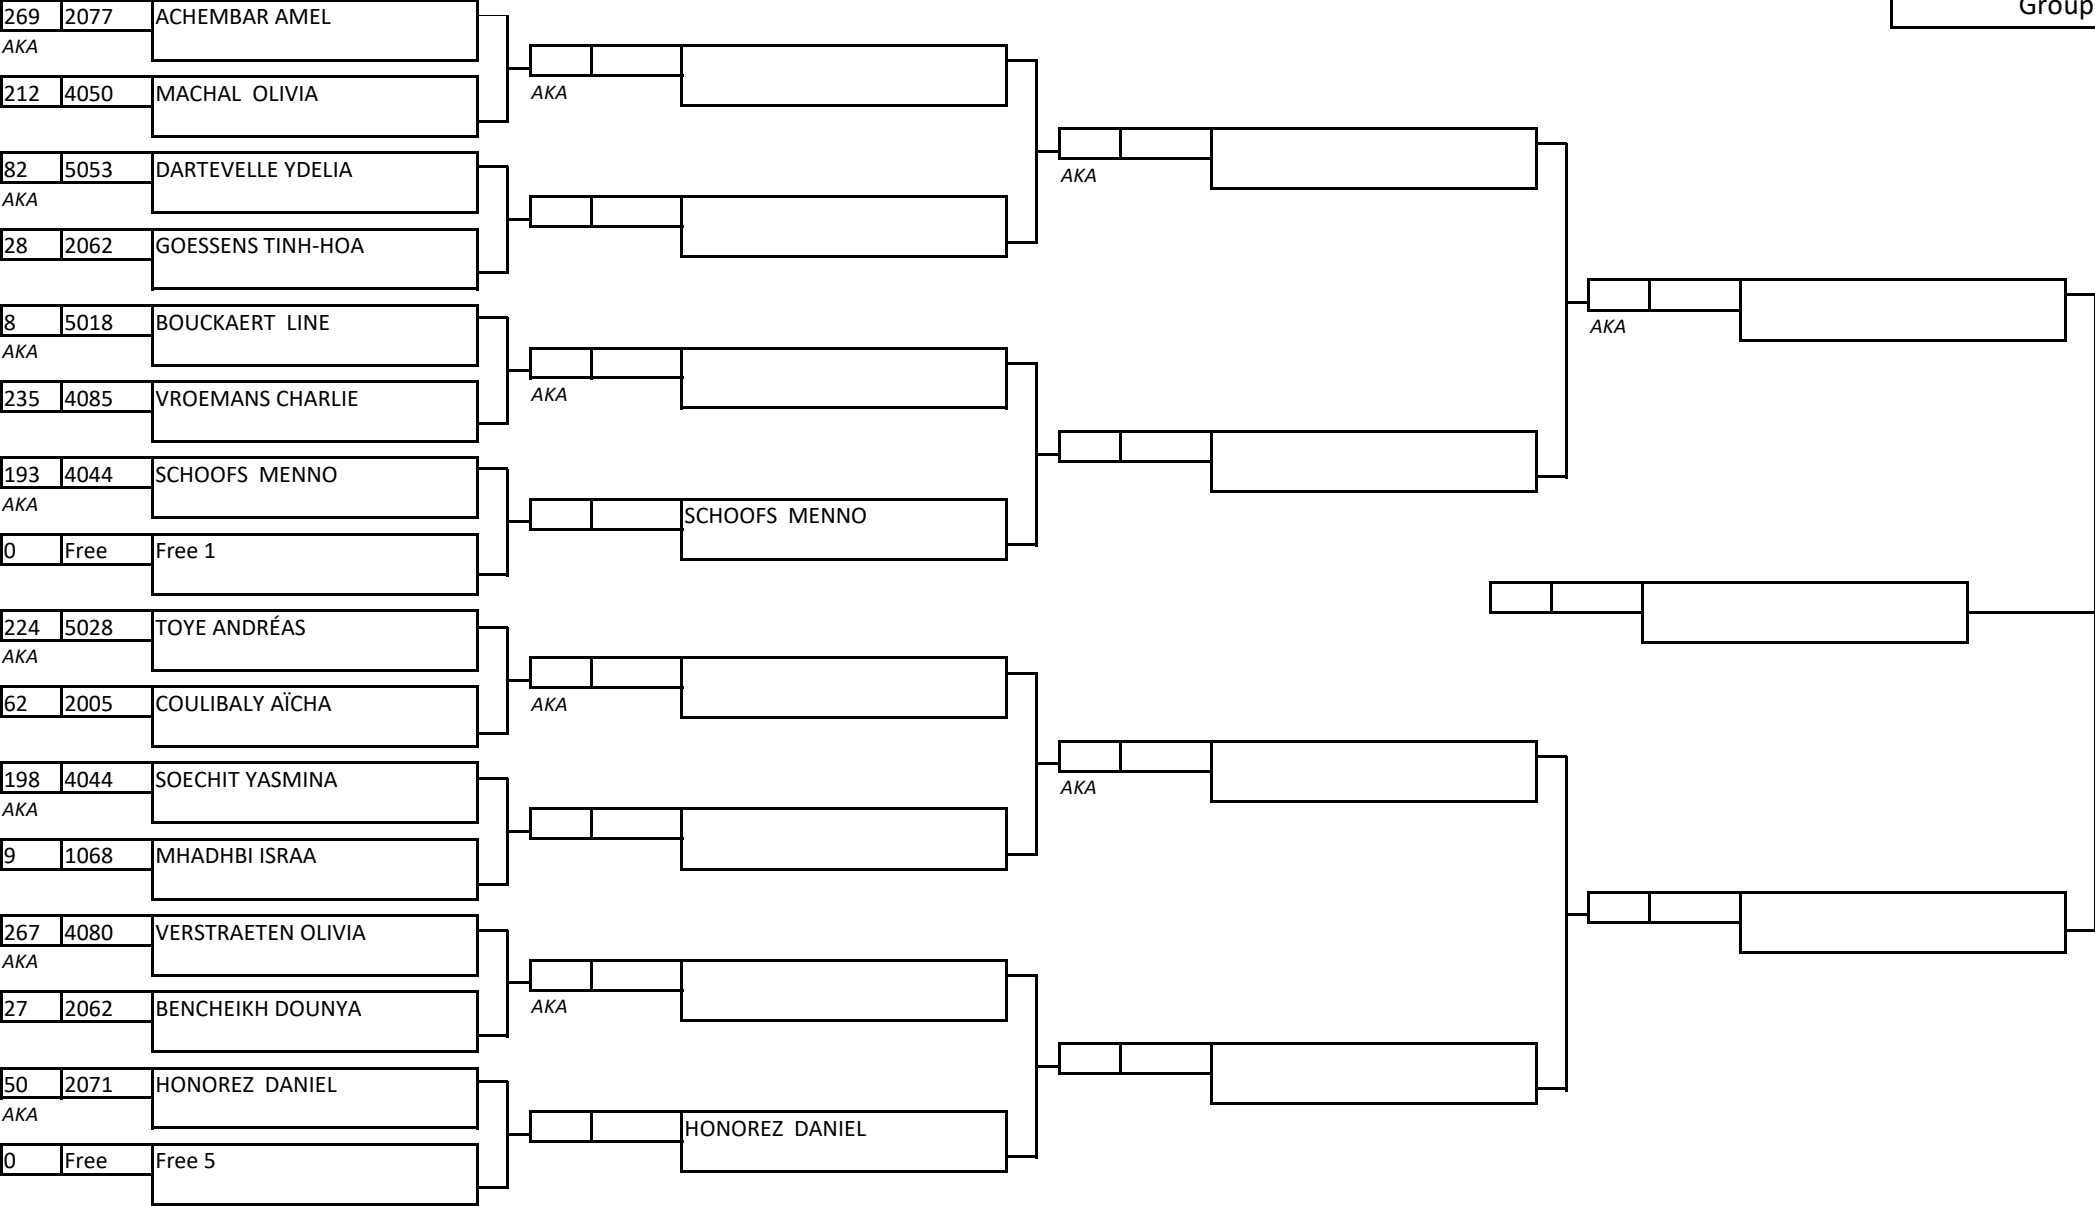 269 2077 ACHEMBAR AMEL
Group
AKA
AKA
212 4050 MACHAL  OLIVIA
82 5053 DARTEVELLE YDELIA
AKA
AKA
28 2062 GOESSENS TINH-HOA
8 5018 BOUCKAERT  LINE
AKA
AKA
235 4085 VROEMANS CHARLIE
AKA
193 4044 SCHOOFS  MENNO
AKA
SCHOOFS  MENNO
0 Free Free 1
224 5028 TOYE ANDRÉAS
AKA
62 2005 COULIBALY AÏCHA
AKA
198 4044 SOECHIT YASMINA
AKA
AKA
9 1068 MHADHBI ISRAA
267 4080 VERSTRAETEN OLIVIA
AKA
27 2062 BENCHEIKH DOUNYA
AKA
50 2071 HONOREZ  DANIEL
AKA
HONOREZ  DANIEL
0 Free Free 5